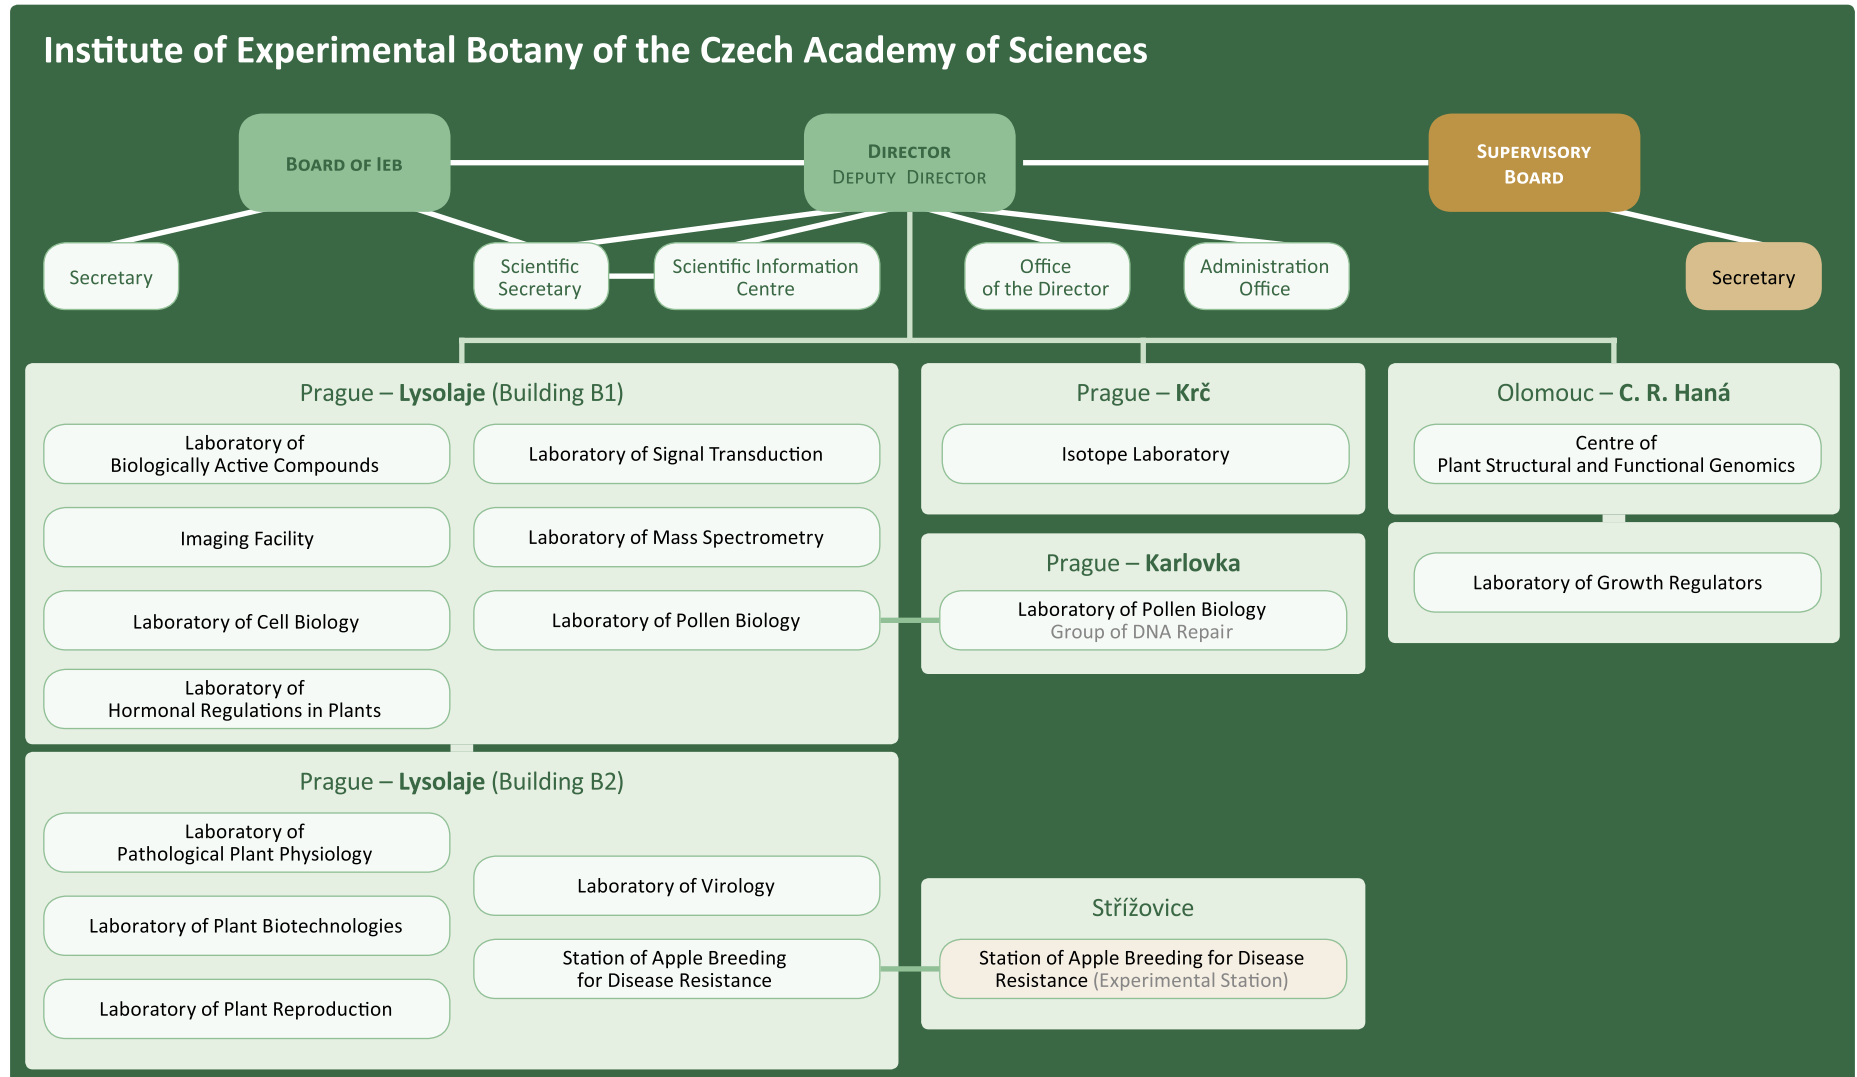 Institute of Experimental Botany of the Czech Academy of Sciences
Board of Ieb
Director
Deputy Director
Supervisory
Board
Secretary
Scientific
Secretary
Scientific Information
Centre
Office
of the Director
Administration
Office
Secretary
Prague – Lysolaje (Building B1)
Laboratory of
Biologically Active Compounds
Laboratory of Signal Transduction
Imaging Facility
Laboratory of Mass Spectrometry
Laboratory of Cell Biology
Laboratory of Pollen Biology
Laboratory of
Hormonal Regulations in Plants
Prague – Krč
Isotope Laboratory
Prague – Karlovka
Laboratory of Pollen Biology
Group of DNA Repair
Olomouc – C. R. Haná
Centre of
Plant Structural and Functional Genomics
Laboratory of Growth Regulators
Prague – Lysolaje (Building B2)
Laboratory of
Pathological Plant Physiology
Laboratory of Virology
Laboratory of Plant Biotechnologies
Station of Apple Breeding
for Disease Resistance
Laboratory of Plant Reproduction
Střížovice
Station of Apple Breeding for Disease
Resistance (Experimental Station)